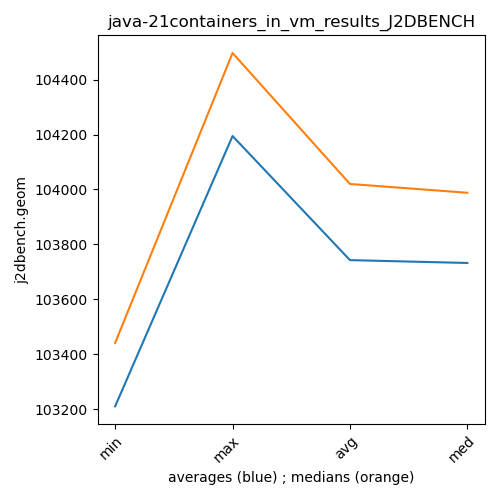 java-21containers_in_vm_results_J2DBENCH
j2dbench.geom
104400
104200
104000
103800
103600
103400
103200
min
max
avg
med
averages (blue) ; medians (orange)